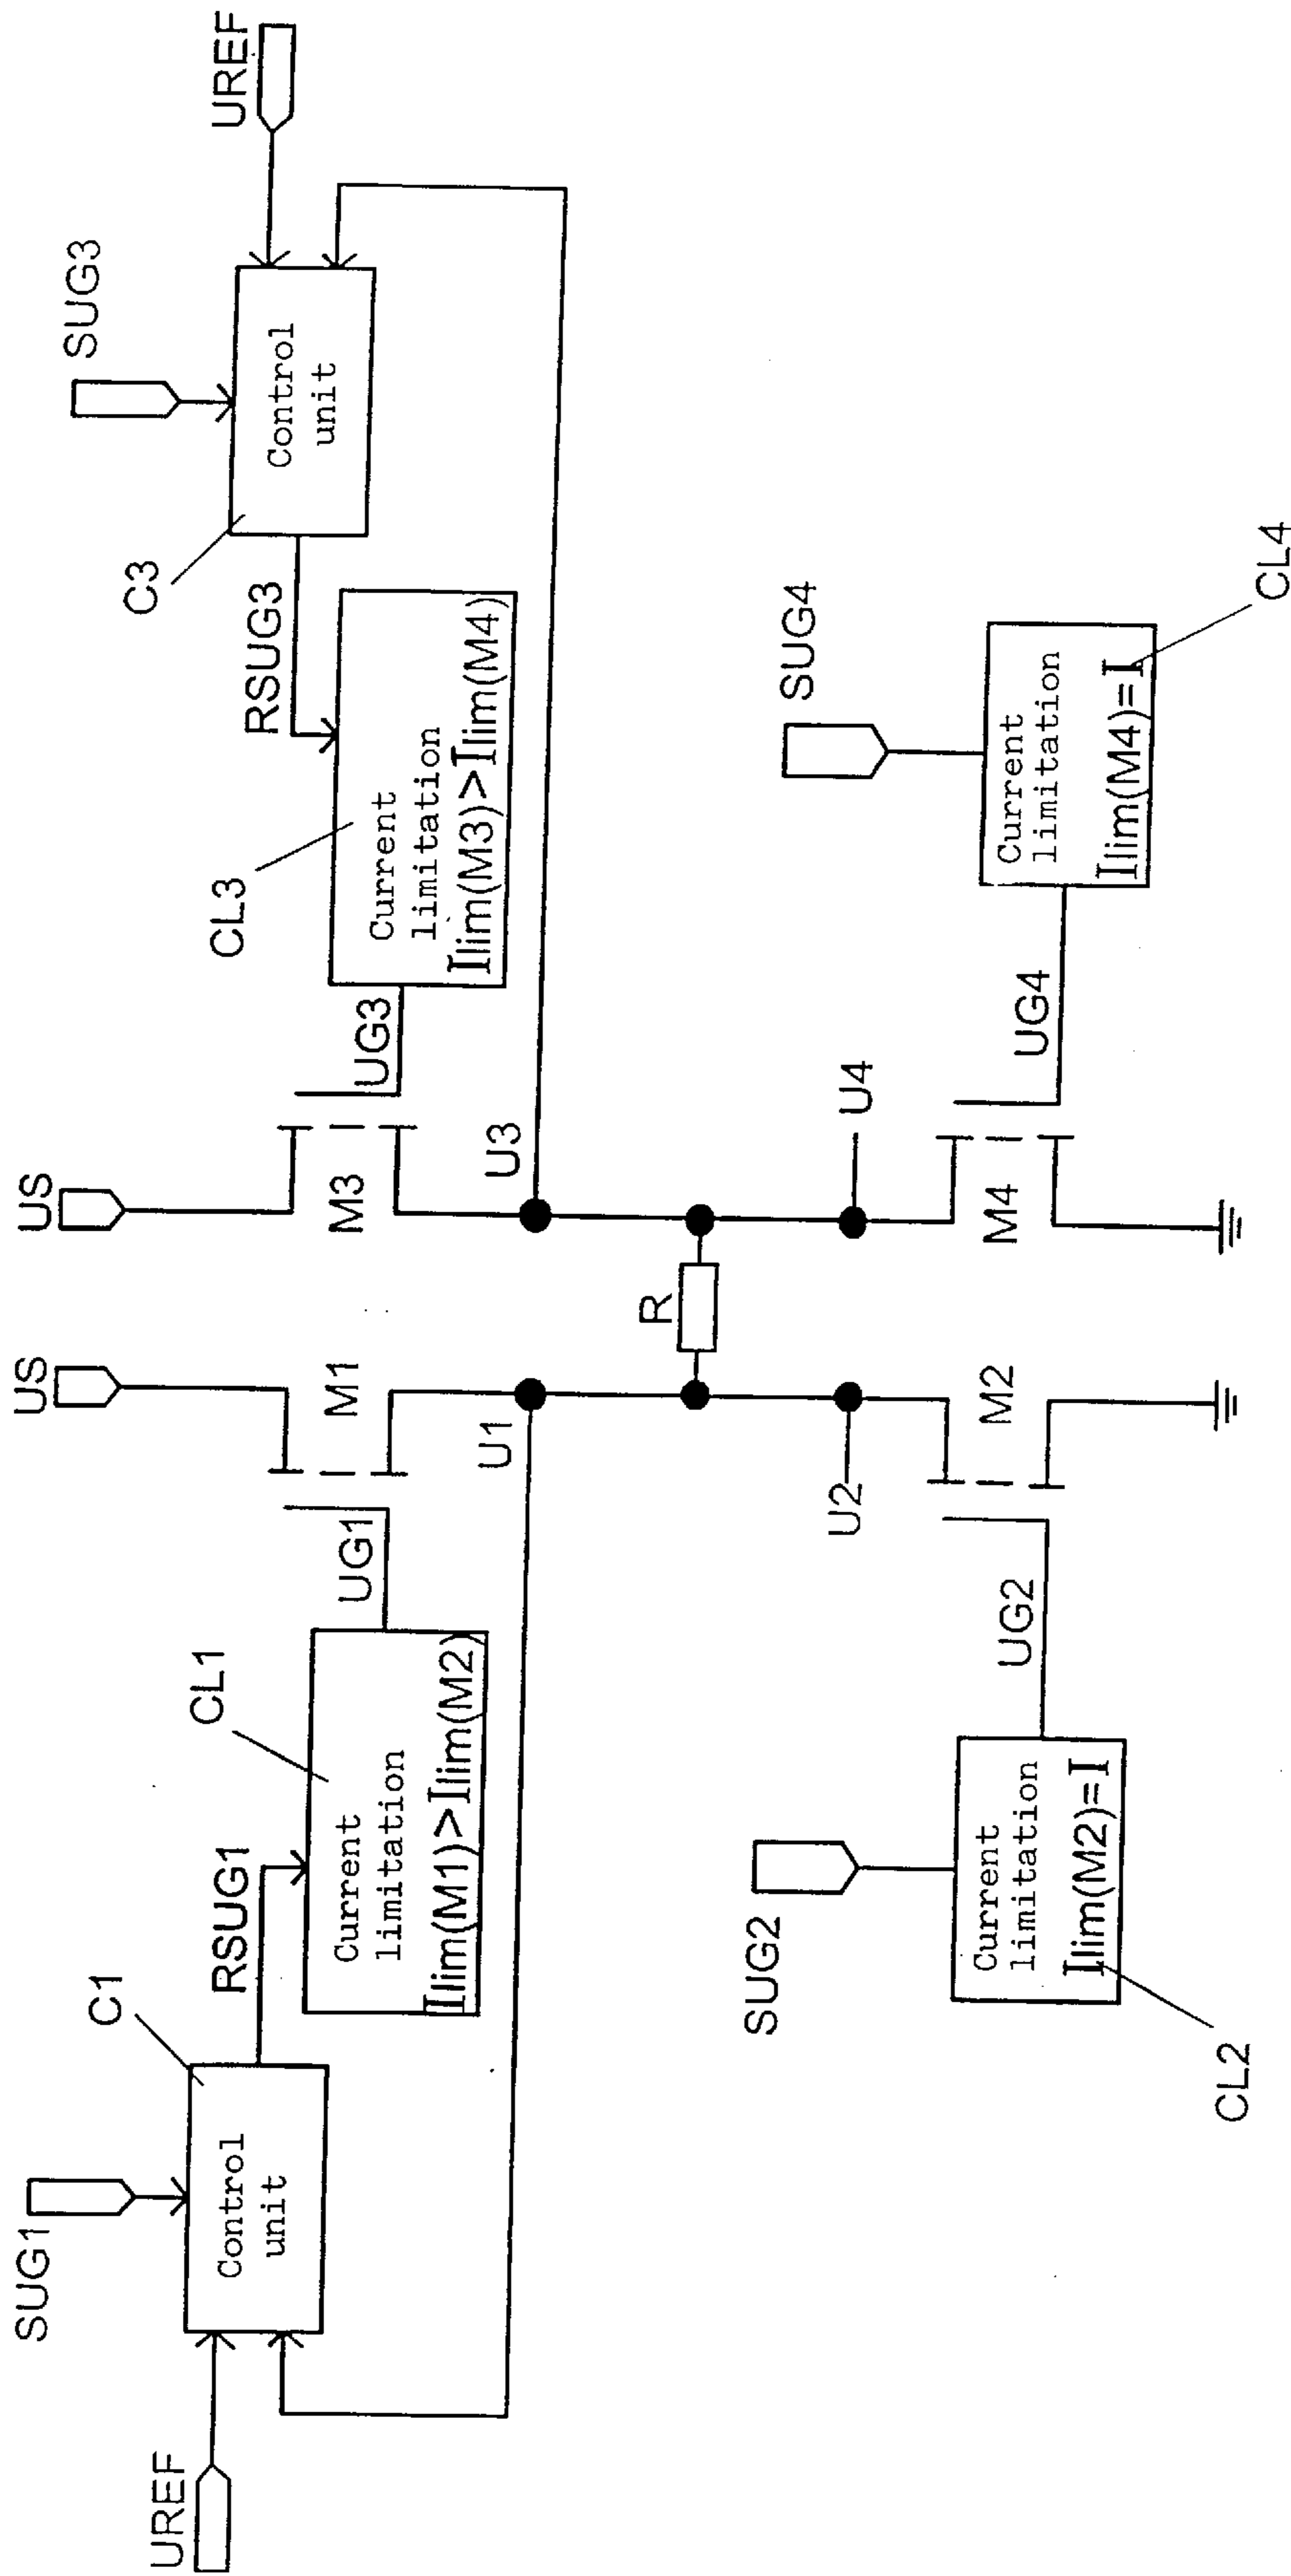 UREF
SUG1
C1
Control
unit
RSUG1
CL1
Current
limitation
Ilim(M1)>Ilim(M2)
UG1
US
M1
U1
US
M3
U3
UG3
CL3
Current
limitation
Ilim(M3)>Ilim(M4)
RSUG3
C3
Control
unit
SUG3
UREF
R
SUG2
Current
limitation
Ilim(M2)=I
CL2
UG2
U2
M2
U4
M4
UG4
SUG4
Current
limitation
Ilim(M4)=I
CL4